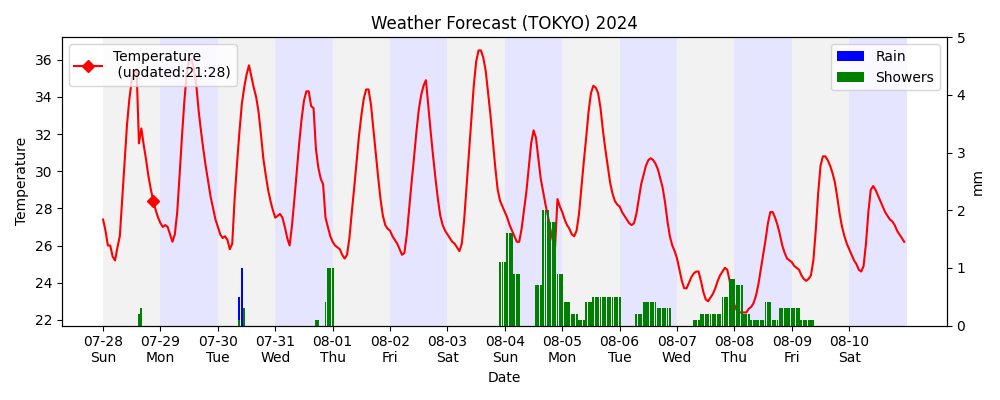 Weather Forecast (TOKYO) 2024
Temperature
(updated:21:28)
Rain
Showers
36
34
32
30
28
26
24
22
Temperature
5
4
3
2
1
0
mm
07-28 07-29 07-30 07-31 08-01 08-02 08-03 08-04 08-05 08-06 08-07 08-08 08-09 08-10
Sun Mon Tue Wed Thu Fri Sat Sun Mon Tue Wed Thu Fri Sat
Date